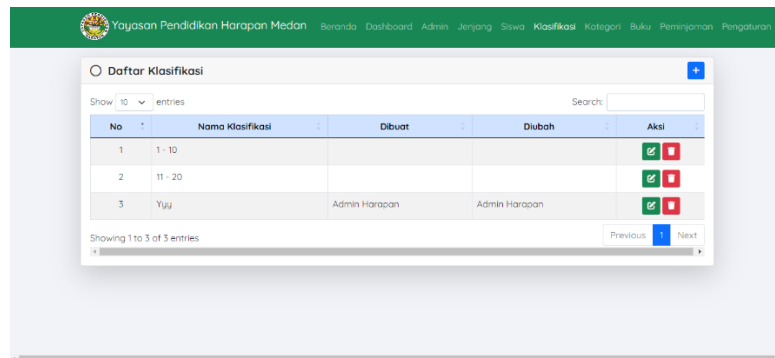 Yayasan Pendidikan Harapan Medan Beranda Dashboard Admin Jenjang Siswa Klasifikasi Kategori Buku Peminjaman Pengaturan
Daftar Klasifikasi
Show 10 entries Search:
No Nama Klasifikasi Dibuat Diubah Aksi
1 1 - 10
2 11 - 20
3 Yyy Admin Harapan Admin Harapan
Showing 1 to 3 of 3 entries Previous 1 Next